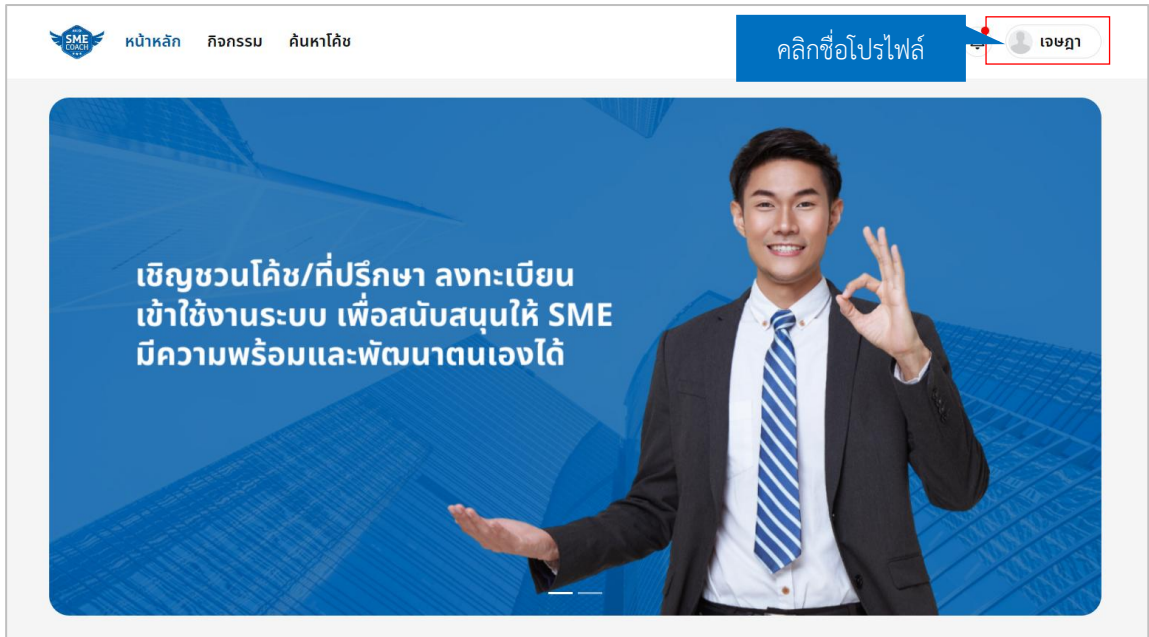 SME
COACH
หน้าหลัก กิจกรรม ค้นหาโค้ช
คลิกชื่อโปรไฟล์
เจษฎา
เชิญชวนโค้ช/ที่ปรึกษา ลงทะเบียน
เข้าใช้งานระบบ เพื่อสนับสนุนให้ SME
มีความพร้อมและพัฒนาตนเองได้